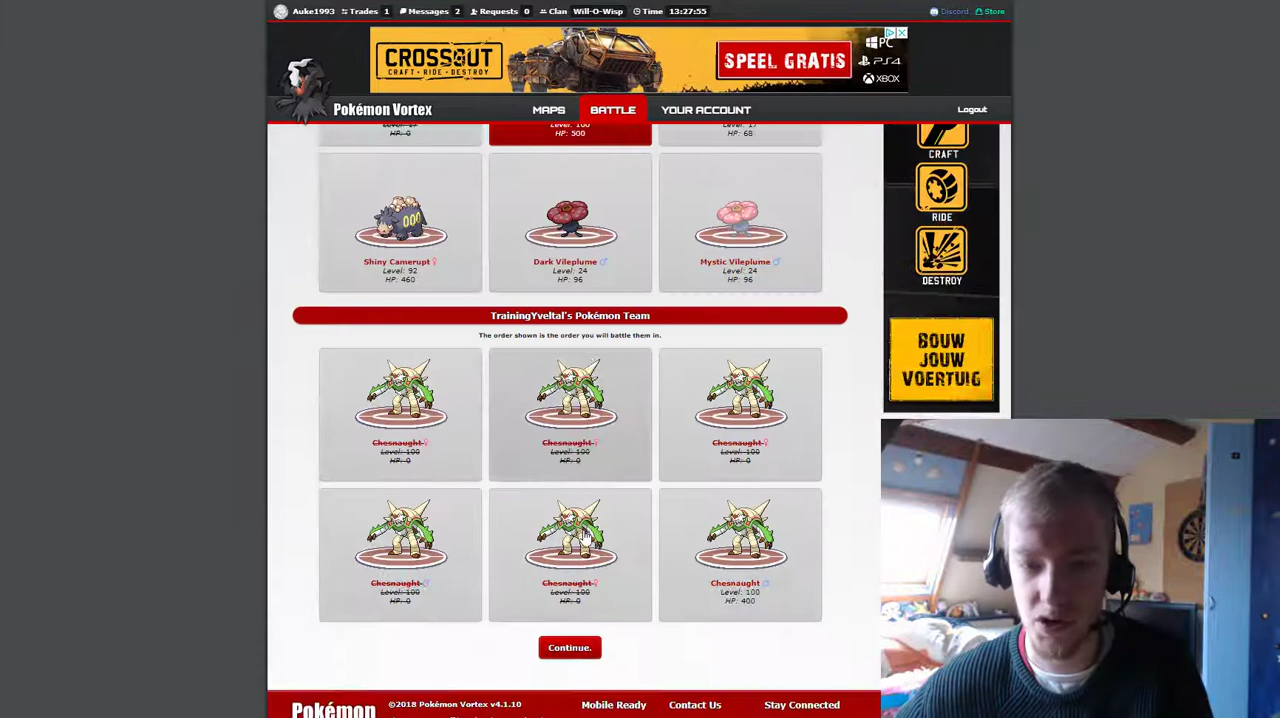 Auke1993 Trades 1 Messages 2 Requests 0 Clan Will-O-Wisp Time 13:27:55 Discord Store
CROSSOUT
CRAFT • RIDE • DESTROY
SPEEL GRATIS
PC
PS4
XBOX
Pokémon Vortex MAPS BATTLE YOUR ACCOUNT Logout
HP: 0
Level: 100
HP: 500
HP: 68
CRAFT
RIDE
DESTROY
BOUW
JOUW
VOERTUIG
Shiny Camerupt♀
Level: 92
HP: 460
Dark Vileplume ♂
Level: 24
HP: 96
Mystic Vileplume ♂
Level: 24
HP: 96
TrainingYveltal's Pokémon Team
The order shown is the order you will battle them in.
Chesnaught ♀
Level: 100
HP: 0
Chesnaught ♀
Level: 100
HP: 0
Chesnaught ♀
Level: 100
HP: 0
Chesnaught ♂
Level: 100
HP: 0
Chesnaught ♀
Level: 100
HP: 0
Chesnaught ♂
Level: 100
HP: 400
Continue.
Pokémon ©2018 Pokémon Vortex v4.1.10 Mobile Ready Contact Us Stay Connected